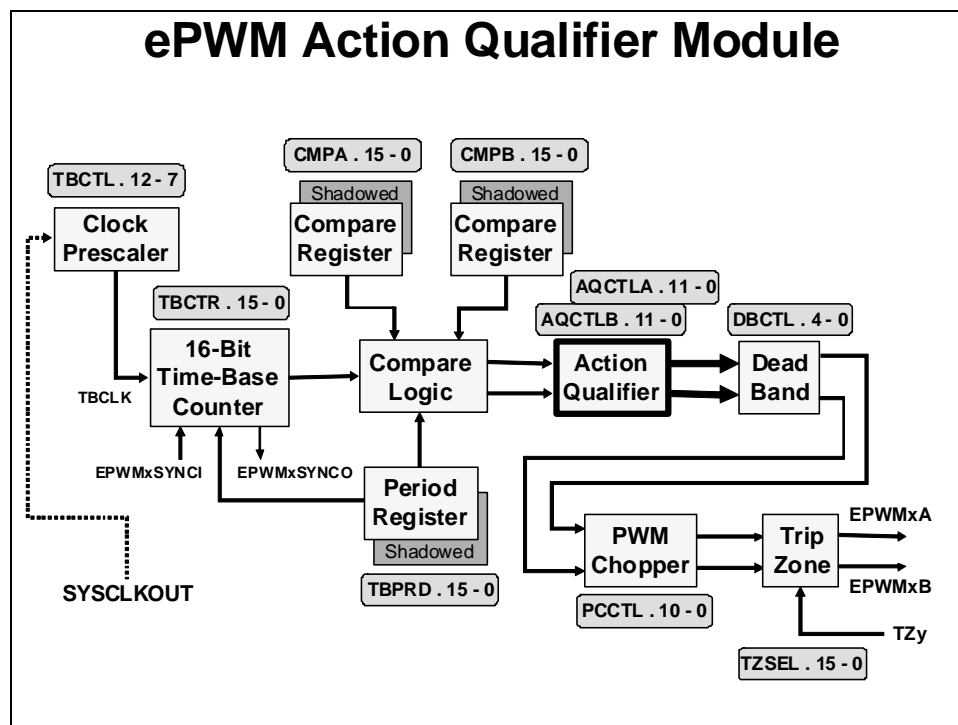 ePWM Action Qualifier Module
CMPA . 15 - 0
CMPB . 15 - 0
TBCTL . 12 - 7
Shadowed
Shadowed
Clock
Prescaler
Compare
Register
Compare
Register
TBCTR . 15 - 0
AQCTLA . 11 - 0
AQCTLB . 11 - 0
DBCTL . 4 - 0
16-Bit
Time-Base
Counter
Compare
Logic
Action
Qualifier
Dead
Band
TBCLK
EPWMxSYNCI
EPWMxSYNCO
Period
Register
Shadowed
TBPRD . 15 - 0
SYSCLKOUT
PWM
Chopper
Trip
Zone
EPWMxA
EPWMxB
PCCTL . 10 - 0
TZy
TZSEL . 15 - 0